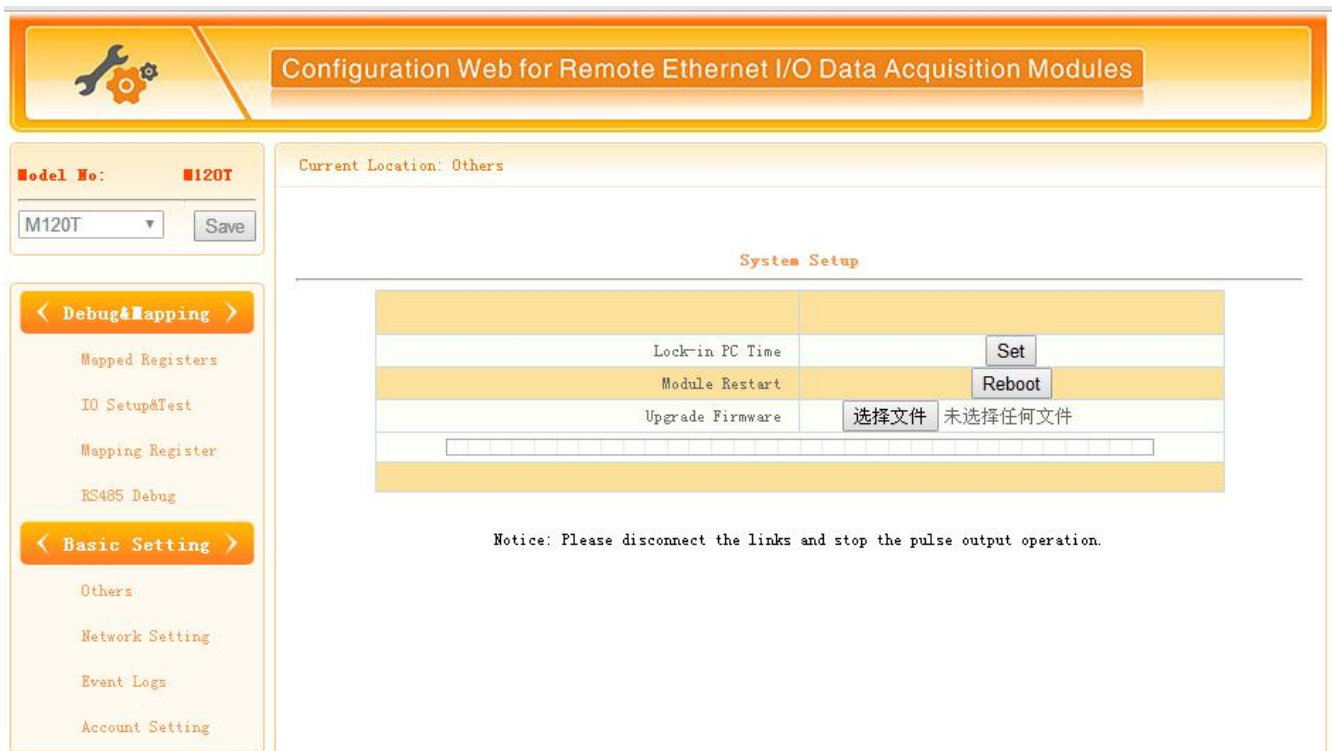 Configuration Web for Remote Ethernet I/O Data Acquisition Modules
Model No: M120T
M120T Save
Debug&Mapping
Mapped Registers
IO Setup&Test
Mapping Register
RS485 Debug
Basic Setting
Others
Network Setting
Event Logs
Account Setting
Current Location: Others
System Setup
Lock-in PC Time Set
Module Restart Reboot
Upgrade Firmware 选择文件 未选择任何文件
Notice: Please disconnect the links and stop the pulse output operation.